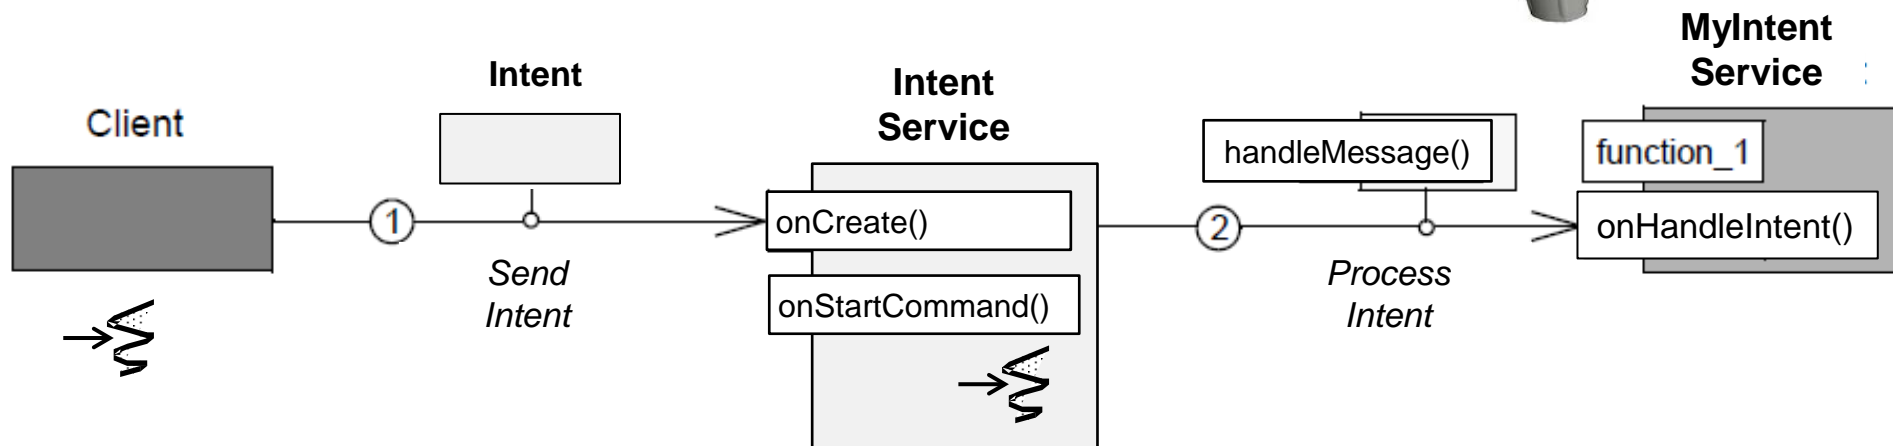 MyIntent
Service
Intent
Intent
Service
Client
handleMessage()
function_1
1
onCreate()
2
onHandleIntent()
Send
Intent
onStartCommand()
Process
Intent